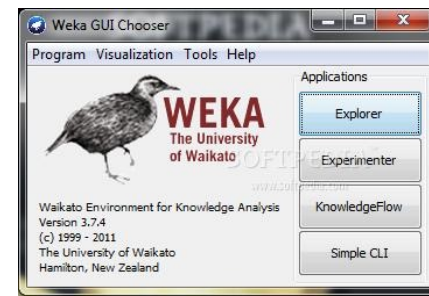 Weka GUI Chooser
Program Visualization Tools Help
Applications
WEKA
The University
of Waikato
Explorer
Experimenter
KnowledgeFlow
Simple CLI
SOFTPEDIA
Waikato Environment for Knowledge Analysis
Version 3.7.4
(c) 1999 - 2011
The University of Waikato
Hamilton, New Zealand